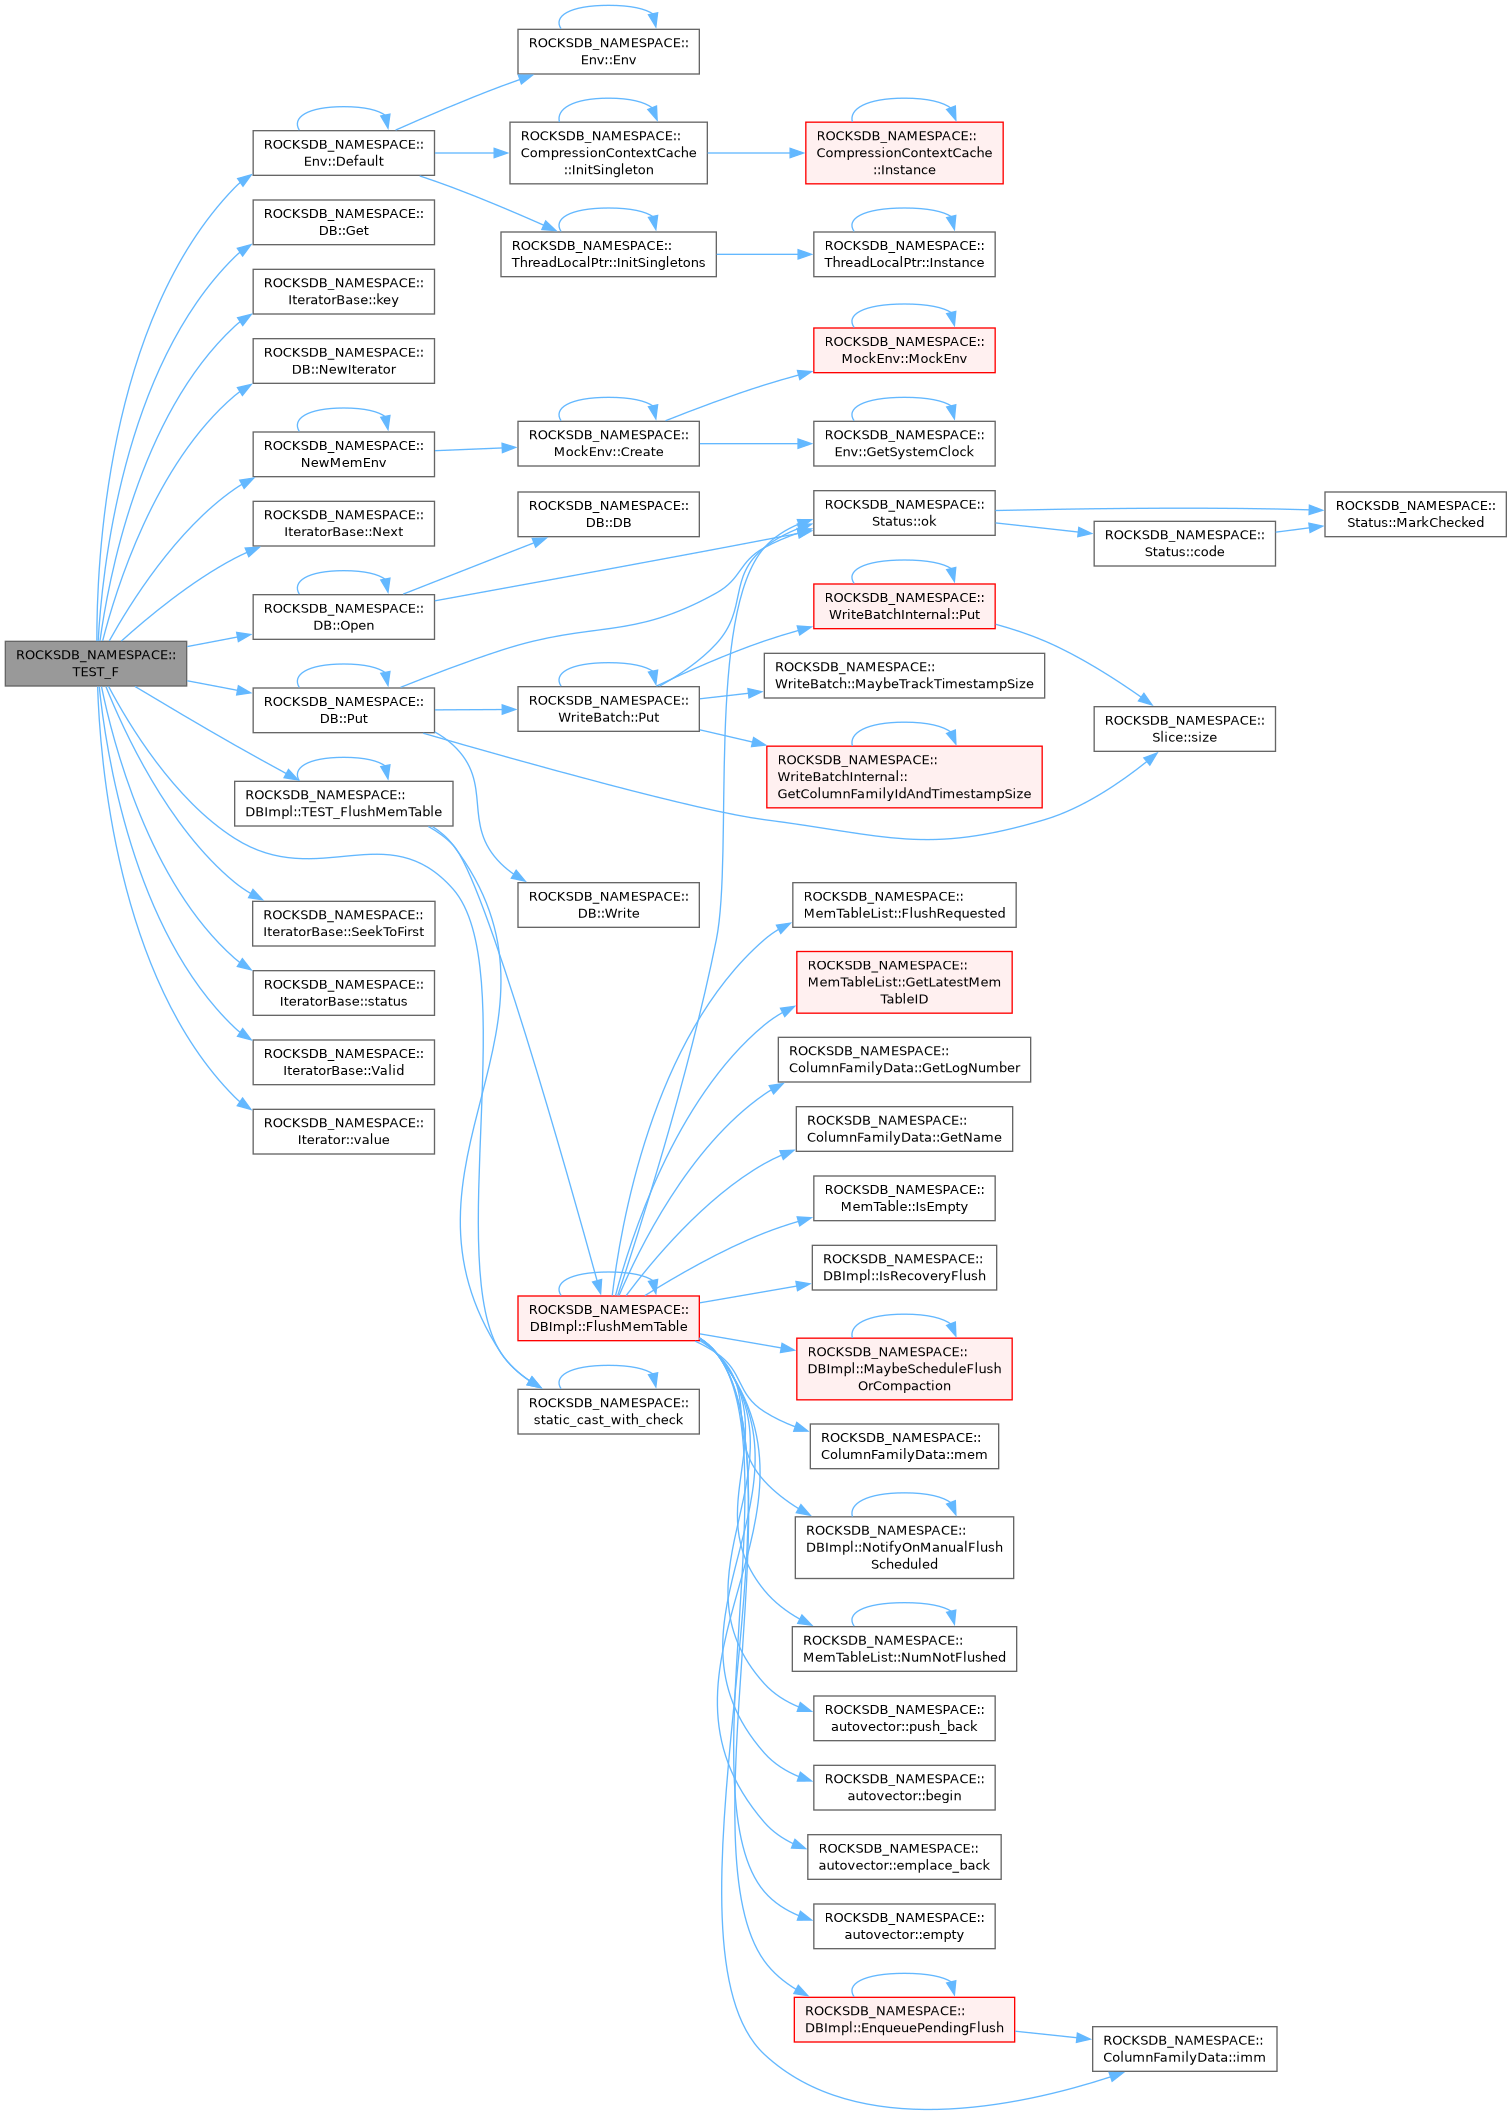 ROCKSDB_NAMESPACE::
TEST_F
ROCKSDB_NAMESPACE::
Env::Default
ROCKSDB_NAMESPACE::
Env::Env
ROCKSDB_NAMESPACE::
CompressionContextCache
::InitSingleton
ROCKSDB_NAMESPACE::
CompressionContextCache
::Instance
ROCKSDB_NAMESPACE::
ThreadLocalPtr::InitSingletons
ROCKSDB_NAMESPACE::
ThreadLocalPtr::Instance
ROCKSDB_NAMESPACE::
DB::Get
ROCKSDB_NAMESPACE::
IteratorBase::key
ROCKSDB_NAMESPACE::
DB::NewIterator
ROCKSDB_NAMESPACE::
NewMemEnv
ROCKSDB_NAMESPACE::
MockEnv::Create
ROCKSDB_NAMESPACE::
MockEnv::MockEnv
ROCKSDB_NAMESPACE::
Env::GetSystemClock
ROCKSDB_NAMESPACE::
IteratorBase::Next
ROCKSDB_NAMESPACE::
DB::Open
ROCKSDB_NAMESPACE::
DB::DB
ROCKSDB_NAMESPACE::
Status::ok
ROCKSDB_NAMESPACE::
Status::code
ROCKSDB_NAMESPACE::
Status::MarkChecked
ROCKSDB_NAMESPACE::
DB::Put
ROCKSDB_NAMESPACE::
WriteBatch::Put
ROCKSDB_NAMESPACE::
WriteBatchInternal::Put
ROCKSDB_NAMESPACE::
WriteBatch::MaybeTrackTimestampSize
ROCKSDB_NAMESPACE::
WriteBatchInternal::
GetColumnFamilyIdAndTimestampSize
ROCKSDB_NAMESPACE::
Slice::size
ROCKSDB_NAMESPACE::
DB::Write
ROCKSDB_NAMESPACE::
DBImpl::TEST_FlushMemTable
ROCKSDB_NAMESPACE::
IteratorBase::SeekToFirst
ROCKSDB_NAMESPACE::
IteratorBase::status
ROCKSDB_NAMESPACE::
IteratorBase::Valid
ROCKSDB_NAMESPACE::
Iterator::value
ROCKSDB_NAMESPACE::
DBImpl::FlushMemTable
ROCKSDB_NAMESPACE::
static_cast_with_check
ROCKSDB_NAMESPACE::
MemTableList::FlushRequested
ROCKSDB_NAMESPACE::
MemTableList::GetLatestMem
TableID
ROCKSDB_NAMESPACE::
ColumnFamilyData::GetLogNumber
ROCKSDB_NAMESPACE::
ColumnFamilyData::GetName
ROCKSDB_NAMESPACE::
MemTable::IsEmpty
ROCKSDB_NAMESPACE::
DBImpl::IsRecoveryFlush
ROCKSDB_NAMESPACE::
DBImpl::MaybeScheduleFlush
OrCompaction
ROCKSDB_NAMESPACE::
ColumnFamilyData::mem
ROCKSDB_NAMESPACE::
DBImpl::NotifyOnManualFlush
Scheduled
ROCKSDB_NAMESPACE::
MemTableList::NumNotFlushed
ROCKSDB_NAMESPACE::
autovector::push_back
ROCKSDB_NAMESPACE::
autovector::begin
ROCKSDB_NAMESPACE::
autovector::emplace_back
ROCKSDB_NAMESPACE::
autovector::empty
ROCKSDB_NAMESPACE::
DBImpl::EnqueuePendingFlush
ROCKSDB_NAMESPACE::
ColumnFamilyData::imm